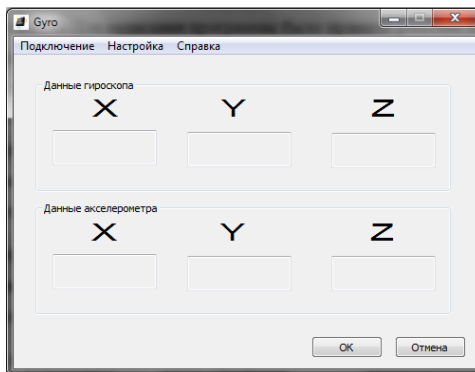 Gyro
Подключение Настройка Справка
Данные гироскопа
X Y Z
Данные акселерометра
X Y Z
OK Отмена